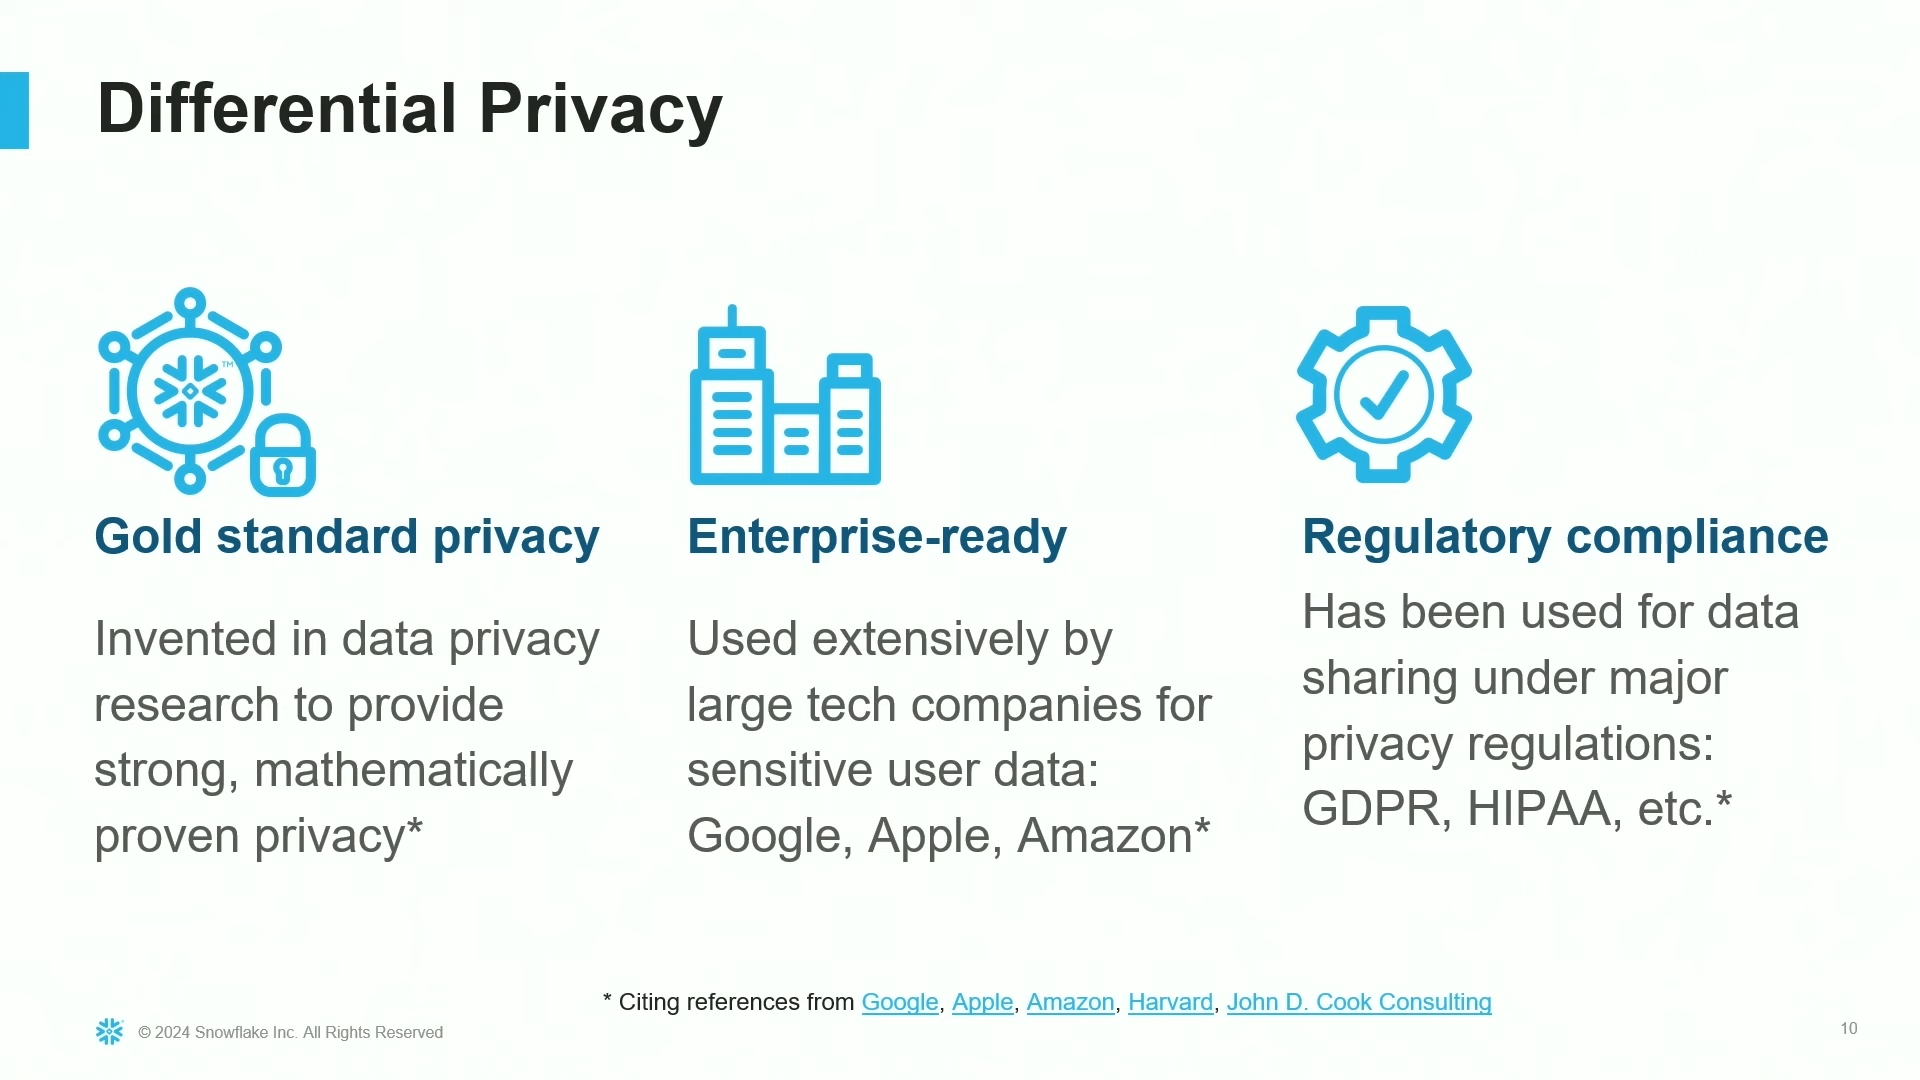 Differential Privacy
TM
Gold standard privacy
Invented in data privacy
research to provide
strong, mathematically
proven privacy*
Enterprise-ready
Used extensively by
large tech companies for
sensitive user data:
Google, Apple, Amazon*
Regulatory compliance
Has been used for data
sharing under major
privacy regulations:
GDPR, HIPAA, etc.*
* Citing references from Google, Apple, Amazon, Harvard, John D. Cook Consulting
© 2024 Snowflake Inc. All Rights Reserved
10